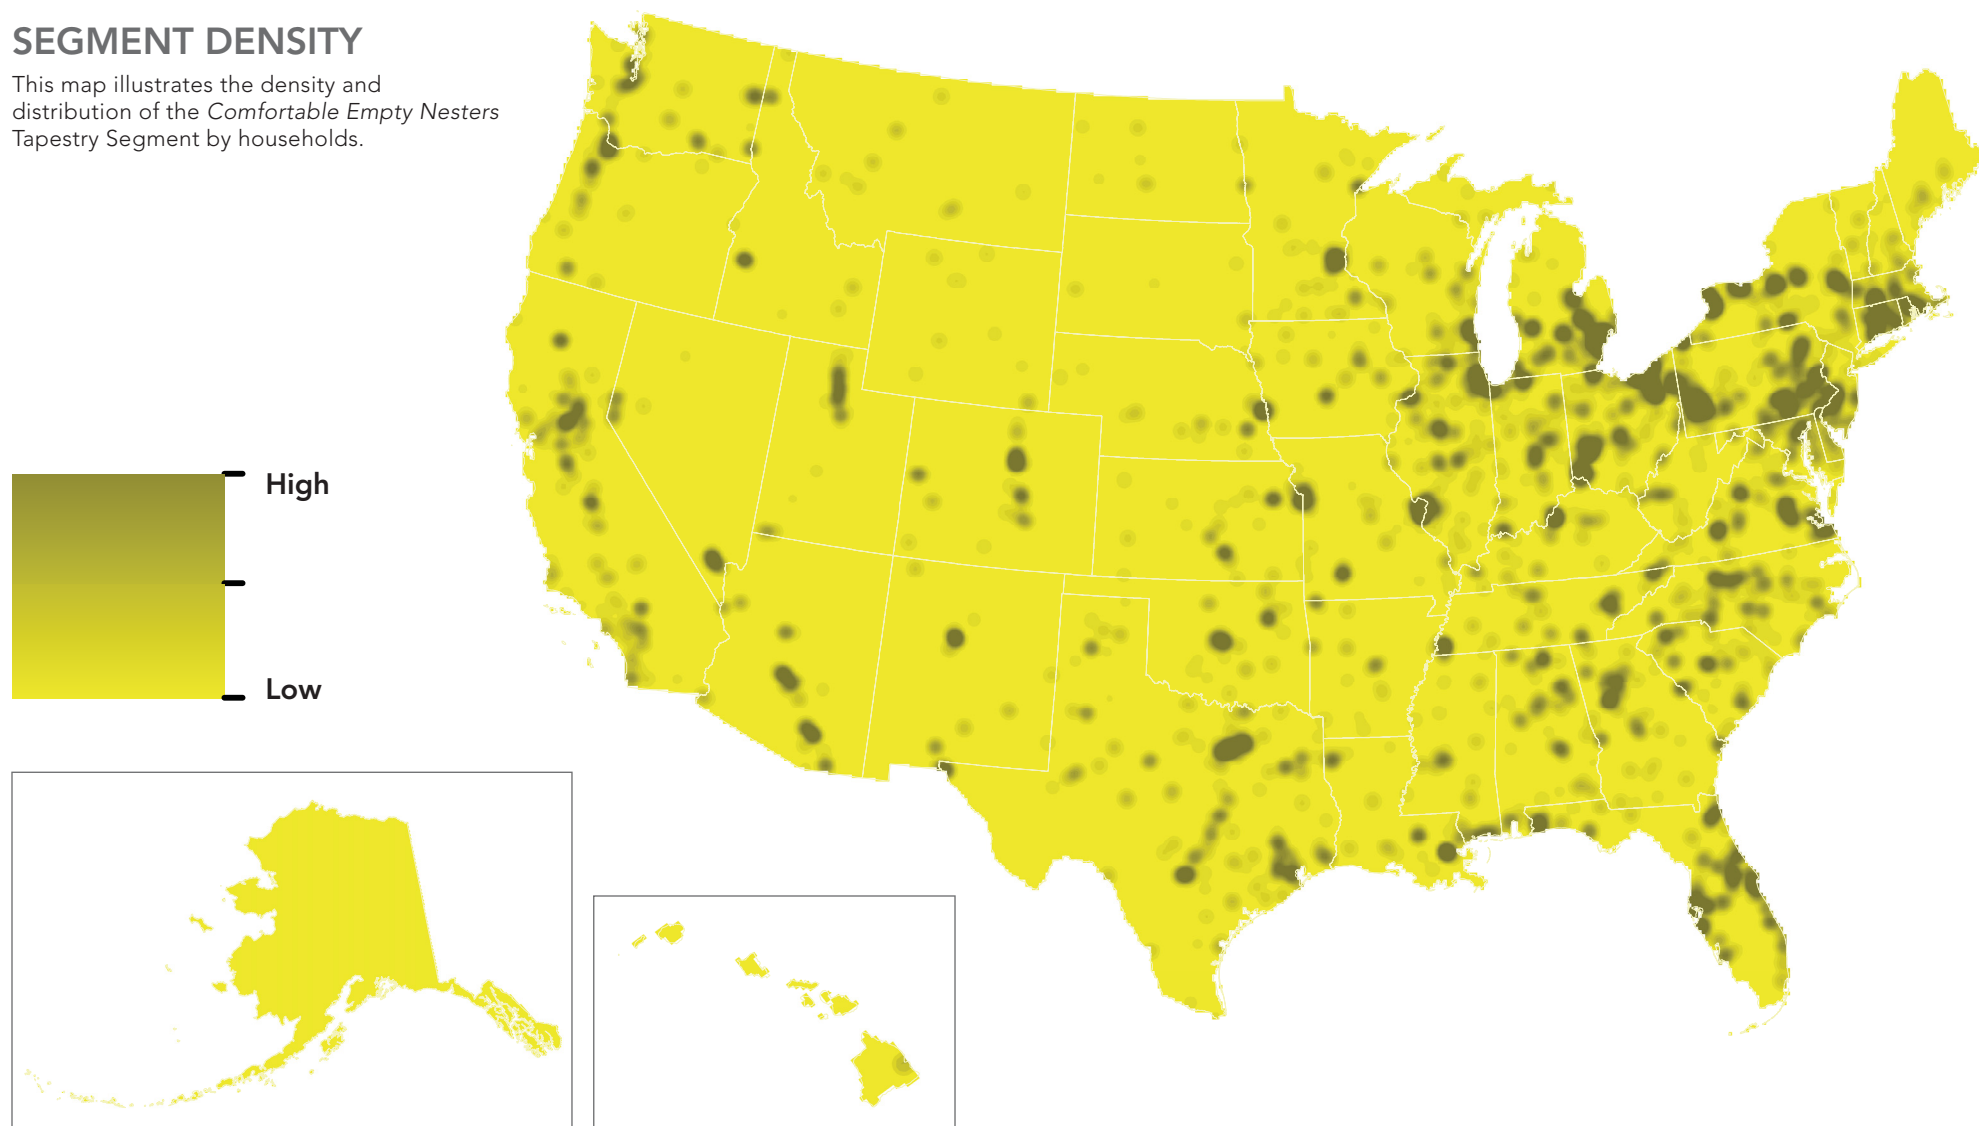 SEGMENT DENSITY
This map illustrates the density and
distribution of the Comfortable Empty Nesters
Tapestry Segment by households.
High
Low